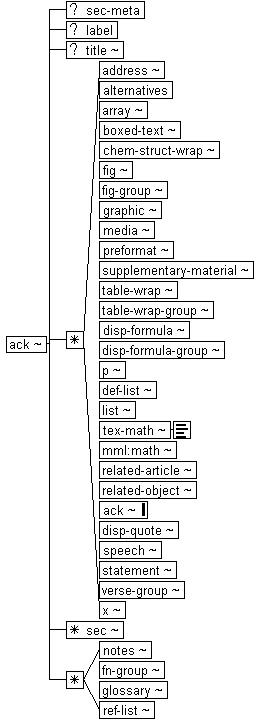 ? sec-meta
? label
? title ~
address ~
alternatives
array ~
boxed-text ~
chem-struct-wrap ~
fig ~
fig-group ~
graphic ~
media ~
preformat ~
supplementary-material ~
table-wrap ~
table-wrap-group ~
disp-formula ~
disp-formula-group ~
ack ~
*
p ~
def-list ~
list ~
tex-math ~
mml:math ~
related-article ~
related-object ~
ack ~
disp-quote ~
speech ~
statement ~
verse-group ~
x ~
* sec ~
notes ~
fn-group ~
*
glossary ~
ref-list ~